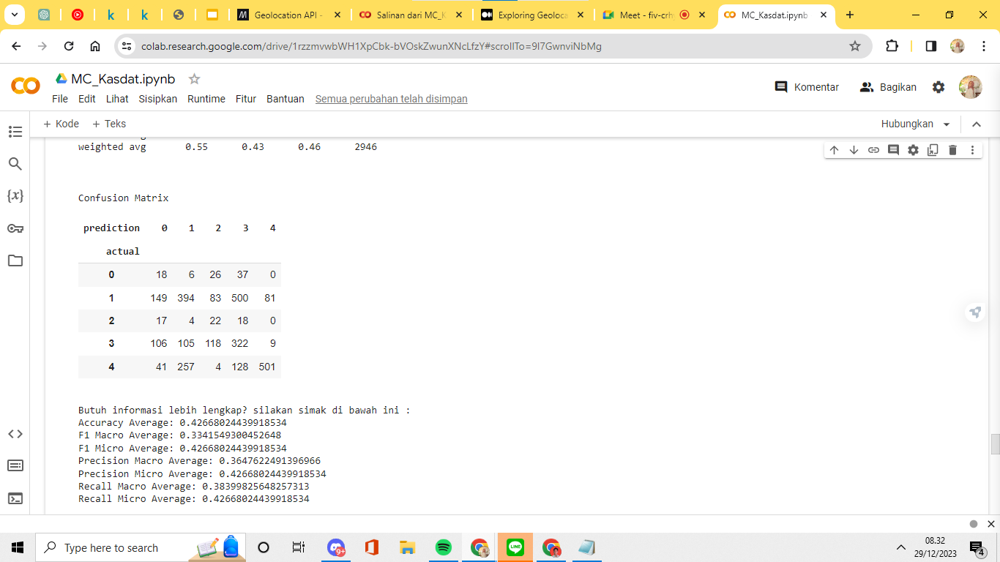 Geolocation API -
Salinan dari MC_K
Exploring Geoloca
Meet - fiv-crh
MC_Kasdat.ipynb
colab.research.google.com/drive/1rzzmvwbWH1XpCbk-bVOskZwunXNcLfzY#scrollTo=9I7GwnviNbMg
MC_Kasdat.ipynb
File Edit Lihat Sisipkan Runtime Fitur Bantuan Semua perubahan telah disimpan
Komentar Bagikan
+ Kode + Teks
Hubungkan
weighted avg 0.55 0.43 0.46 2946
Confusion Matrix
prediction 0 1 2 3 4
actual
0 18 6 26 37 0
1 149 394 83 500 81
2 17 4 22 18 0
3 106 105 118 322 9
4 41 257 4 128 501
Butuh informasi lebih lengkap? silakan simak di bawah ini :
Accuracy Average: 0.42668024439918534
F1 Macro Average: 0.3341549300452648
F1 Micro Average: 0.42668024439918534
Precision Macro Average: 0.3647622491396966
Precision Micro Average: 0.42668024439918534
Recall Macro Average: 0.38399825648257313
Recall Micro Average: 0.42668024439918534
Type here to search
9+
LINE
08.32
29/12/2023
4